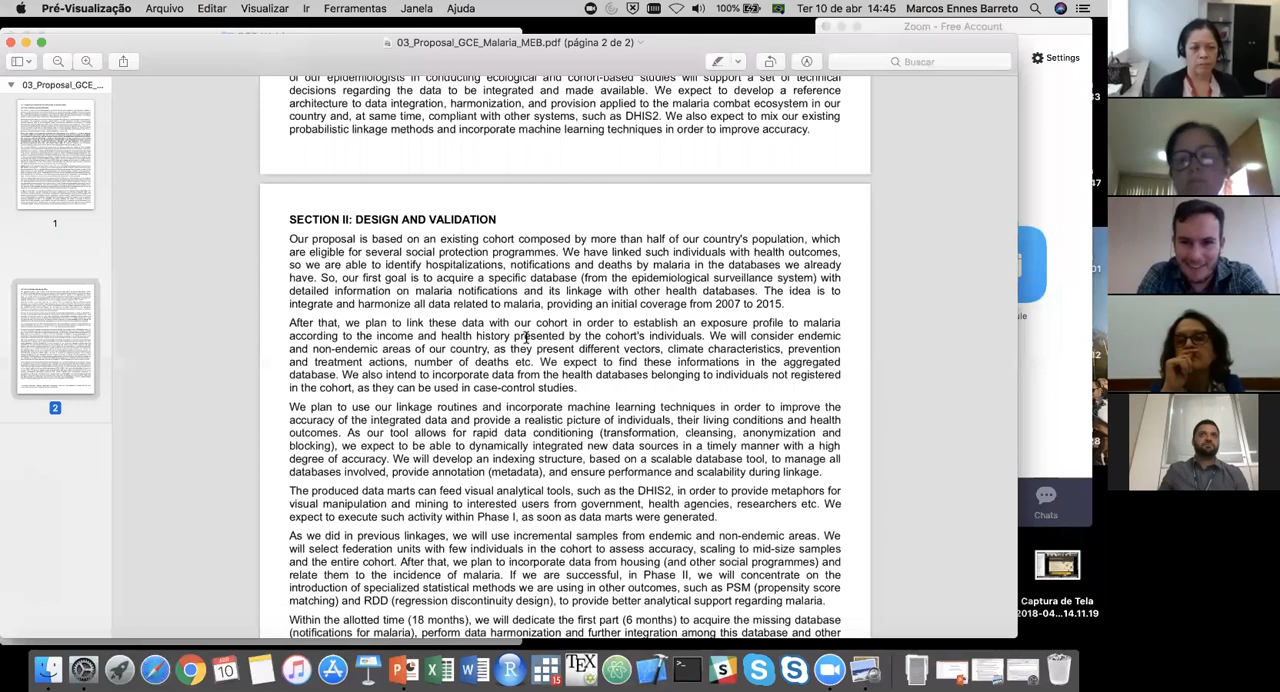 Pré-Visualização Arquivo Editar Visualizar Ir Ferramentas Janela Ajuda 100% Ter 10 de abr 14:45 Marcos Ennes Barreto
Zoom - Free Account
03_Proposal_GCE_Malaria_MEB.pdf (página 2 de 2)
Buscar
Settings
03_Proposal_GCE_...
1
2
of our epidemiologists in conducting ecological and cohort-based studies will support a set of technical
decisions regarding the data to be integrated and made available. We expect to develop a reference
architecture to data integration, harmonization, and provision applied to the malaria combat ecosystem in our
country and, at same time, compliant with other systems, such as DHIS2. We also expect to mix our existing
probabilistic linkage methods and incorporate machine learning techniques in order to improve accuracy.
SECTION II: DESIGN AND VALIDATION
Our proposal is based on an existing cohort composed by more than half of our country's population, which
are eligible for several social protection programmes. We have linked such individuals with health outcomes,
so we are able to identify hospitalizations, notifications and deaths by malaria in the databases we already
have. So, our first goal is to acquire a specific database (from the epidemiological surveillance system) with
detailed information on malaria notifications and its linkage with other health databases. The idea is to
integrate and harmonize all data related to malaria, providing an initial coverage from 2007 to 2015.
After that, we plan to link these data with our cohort in order to establish an exposure profile to malaria
according to the income and health history presented by the cohort's individuals. We will consider endemic
and non-endemic areas of our country, as they present different vectors, climate characteristics, prevention
and treatment actions, number of deaths etc. We expect to find these informations in the aggregated
database. We also intend to incorporate data from the health databases belonging to individuals not registered
in the cohort, as they can be used in case-control studies.
We plan to use our linkage routines and incorporate machine learning techniques in order to improve the
accuracy of the integrated data and provide a realistic picture of individuals, their living conditions and health
outcomes. As our tool allows for rapid data conditioning (transformation, cleansing, anonymization and
blocking), we expect to be able to dynamically integrated new data sources in a timely manner with a high
degree of accuracy. We will develop an indexing structure, based on a scalable database tool, to manage all
databases involved, provide annotation (metadata), and ensure performance and scalability during linkage.
The produced data marts can feed visual analytical tools, such as the DHIS2, in order to provide metaphors for
visual manipulation and mining to interested users from government, health agencies, researchers etc. We
expect to execute such activity within Phase I, as soon as data marts were generated.
As we did in previous linkages, we will use incremental samples from endemic and non-endemic areas. We
will select federation units with few individuals in the cohort to assess accuracy, scaling to mid-size samples
and the entire cohort. After that, we plan to incorporate data from housing (and other social programmes) and
relate them to the incidence of malaria. If we are successful, in Phase II, we will concentrate on the
introduction of specialized statistical methods we are using in other outcomes, such as PSM (propensity score
matching) and RDD (regression discontinuity design), to provide better analytical support regarding malaria.
Within the grand time (18 months), we will dedicate the first part (6 months) to acquire the missing database
(notifications for malaria), perform data harmonization and further integration among this database and other
Chats
Captura de Tela
2018-04...14.11.19